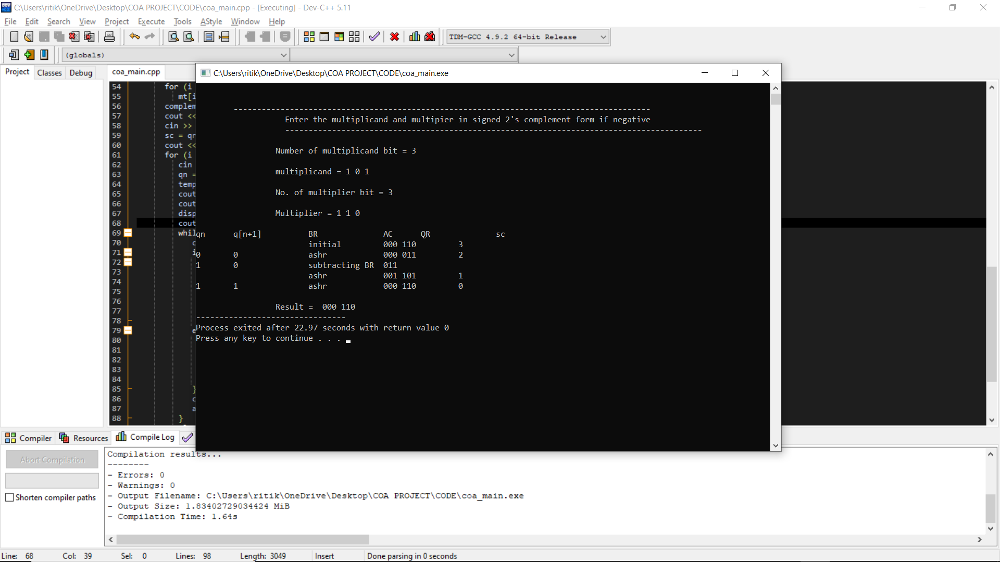 C:\Users\ritik\OneDrive\Desktop\COA PROJECT\CODE\coa_main.cpp - [Executing] - Dev-C++ 5.11
File Edit Search View Project Execute Tools AStyle Window Help
TDM-GCC 4.9.2 64-bit Release
(globals)
Project Classes Debug coa_main.cpp
C:\Users\ritik\OneDrive\Desktop\COA PROJECT\CODE\coa_main.exe
54 for (i
55 mt[i
56 complem
57 cout <<
58 cin >>
59 sc = qr
60 cout <<
61 for (i
62 cin
63 qn =
64 temp
65 cout
66 cout
67 disp
68 cout
69 whil
70 c
71 i
72
73
74
75
76
77
78
79 e
80
81
82
83
84
85 }
86 c
87 a
88 }
--------------------------------------------------------------------------------
Enter the multiplicand and multipier in signed 2's complement form if negative
--------------------------------------------------------------------------------
Number of multiplicand bit = 3
multiplicand = 1 0 1
No. of multiplier bit = 3
Multiplier = 1 1 0
qn q[n+1] BR AC QR sc
initial 000 110 3
0 0 ashr 000 011 2
1 0 subtracting BR 011
ashr 001 101 1
1 1 ashr 000 110 0
Result = 000 110
--------------------------------
Process exited after 22.97 seconds with return value 0
Press any key to continue . . .
Compiler Resources Compile Log
Abort Compilation
Shorten compiler paths
Compilation results...
--------
- Errors: 0
- Warnings: 0
- Output Filename: C:\Users\ritik\OneDrive\Desktop\COA PROJECT\CODE\coa_main.exe
- Output Size: 1.83402729034424 MiB
- Compilation Time: 1.64s
Line: 68 Col: 39 Sel: 0 Lines: 98 Length: 3049 Insert Done parsing in 0 seconds